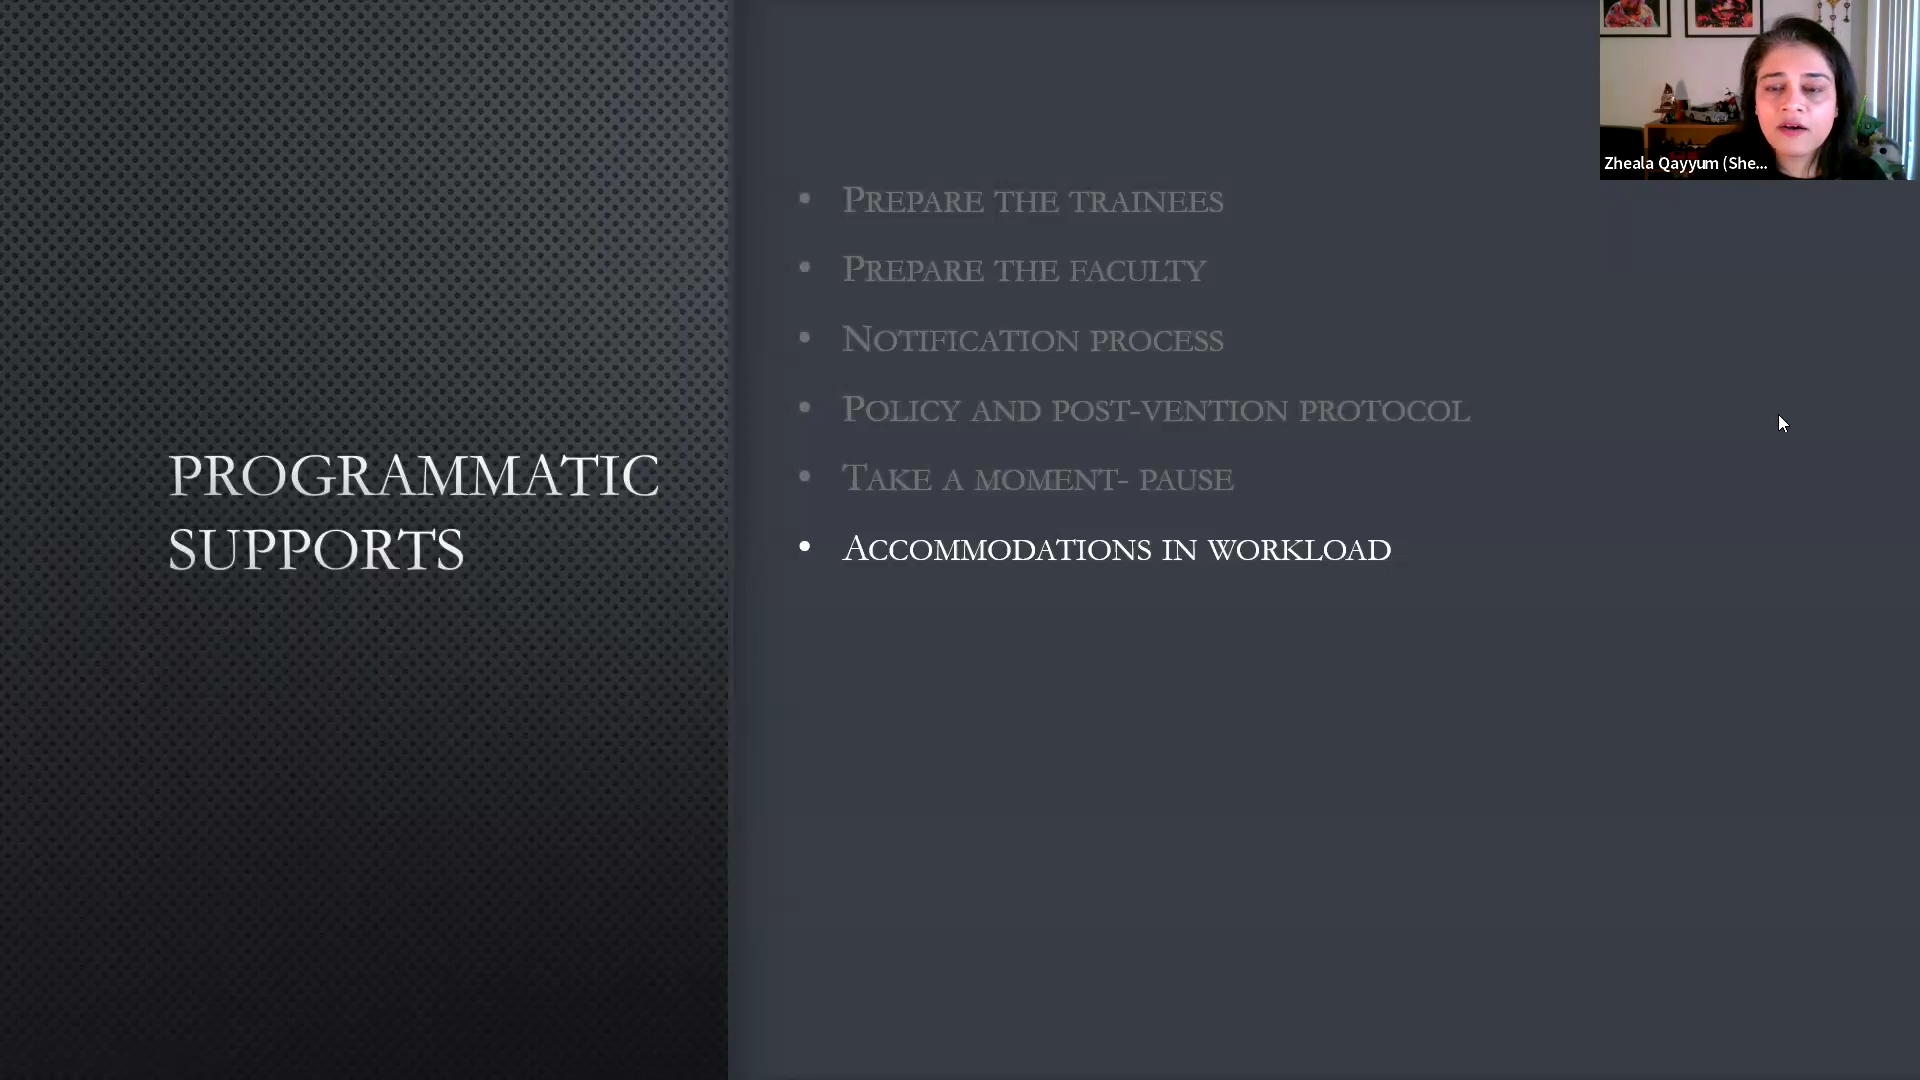 PROGRAMMATIC
SUPPORTS
• PREPARE THE TRAINEES
• PREPARE THE FACULTY
• NOTIFICATION PROCESS
• POLICY AND POST-VENTION PROTOCOL
• TAKE A MOMENT- PAUSE
• ACCOMMODATIONS IN WORKLOAD
Zheala Qayyum (She...